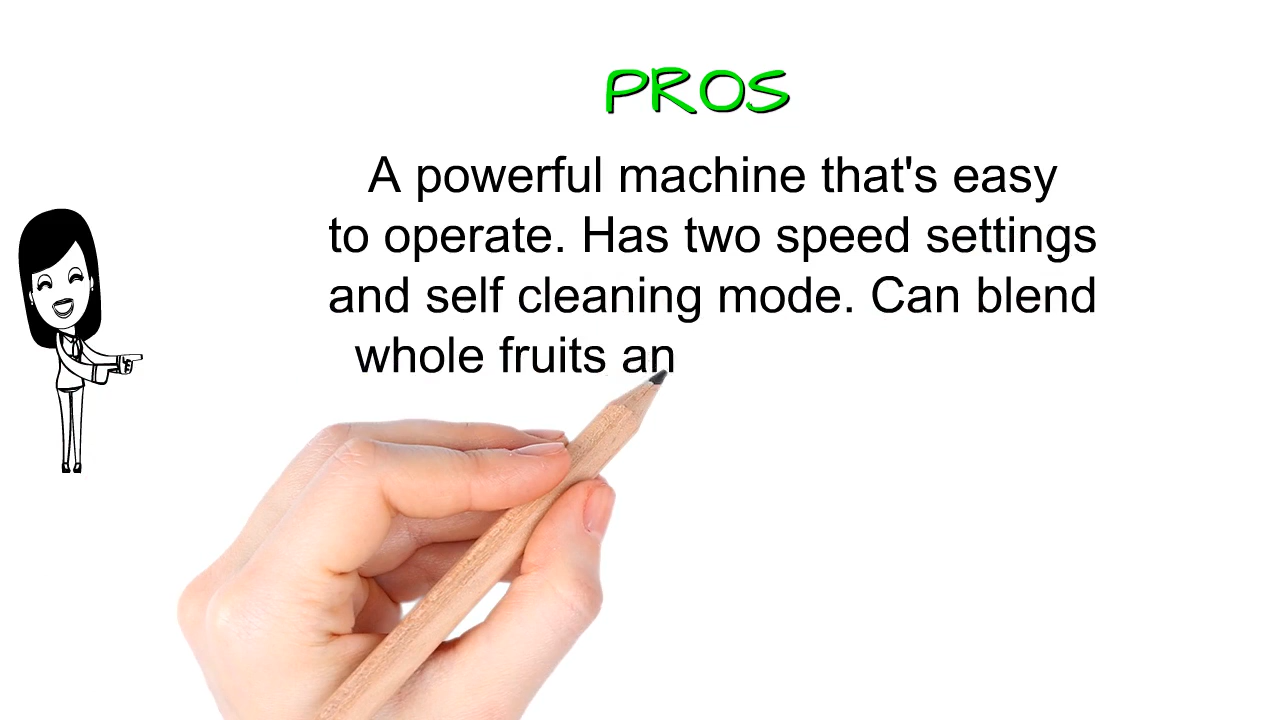 PROS
A powerful machine that's easy
to operate. Has two speed settings
and self cleaning mode. Can blend
whole fruits an